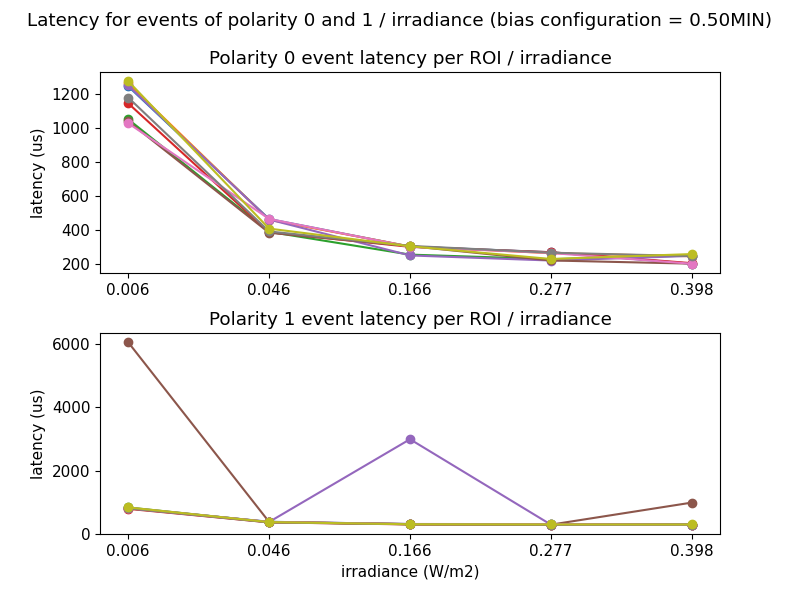 Latency for events of polarity 0 and 1 / irradiance (bias configuration = 0.50MIN)
Polarity 0 event latency per ROI / irradiance
latency (us)
1200
1000
800
600
400
200
0.006 0.046 0.166 0.277 0.398
Polarity 1 event latency per ROI / irradiance
latency (us)
6000
4000
2000
0
0.006 0.046 0.166 0.277 0.398
irradiance (W/m2)